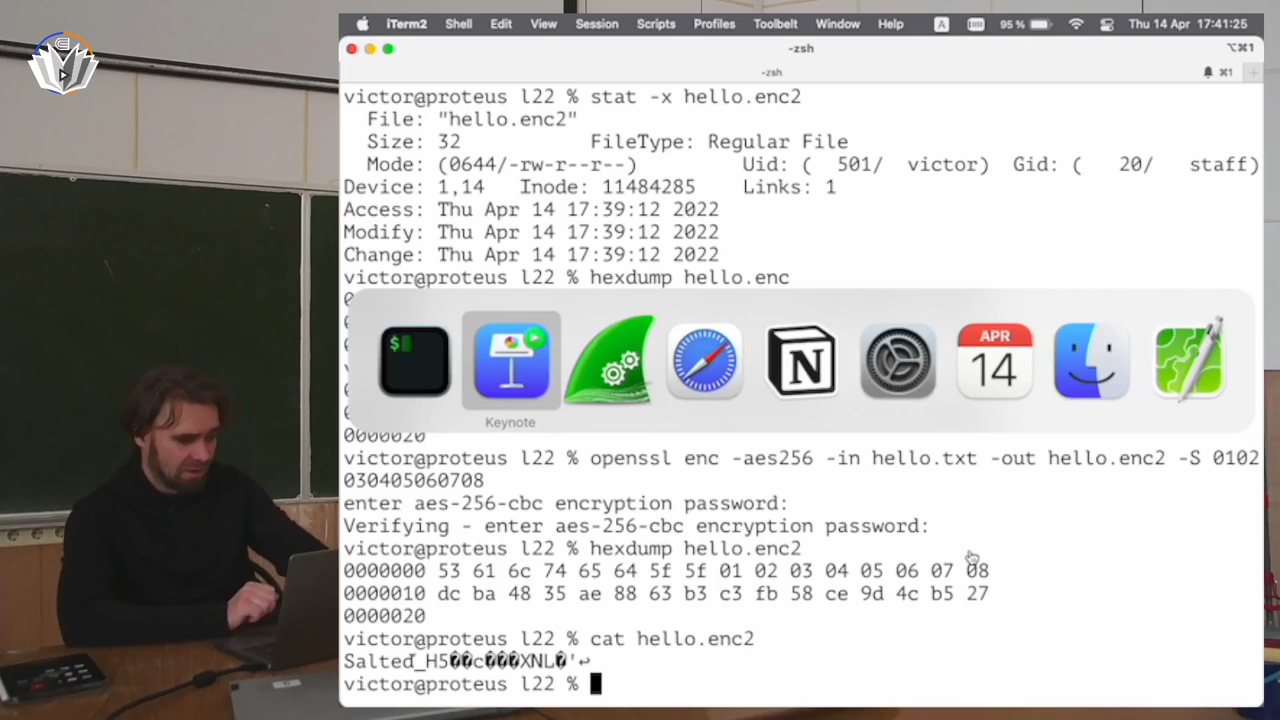 iTerm2 Shell Edit View Session Scripts Profiles Toolbelt Window Help A 95 % Thu 14 Apr 17:41:25
-zsh ⌥⌘1
-zsh ⌘1
victor@proteus l22 % stat -x hello.enc2
File: "hello.enc2"
Size: 32 FileType: Regular File
Mode: (0644/-rw-r--r--) Uid: ( 501/ victor) Gid: ( 20/ staff)
Device: 1,14 Inode: 11484285 Links: 1
Access: Thu Apr 14 17:39:12 2022
Modify: Thu Apr 14 17:39:12 2022
Change: Thu Apr 14 17:39:12 2022
victor@proteus l22 % hexdump hello.enc
$
N
APR
14
Keynote
0000020
victor@proteus l22 % openssl enc -aes256 -in hello.txt -out hello.enc2 -S 0102
030405060708
enter aes-256-cbc encryption password:
Verifying - enter aes-256-cbc encryption password:
victor@proteus l22 % hexdump hello.enc2
0000000 53 61 6c 74 65 64 5f 5f 01 02 03 04 05 06 07 08
0000010 dc ba 48 35 ae 88 63 b3 c3 fb 58 ce 9d 4c b5 27
0000020
victor@proteus l22 % cat hello.enc2
Salted_H5��c���XNL�'↩
victor@proteus l22 %